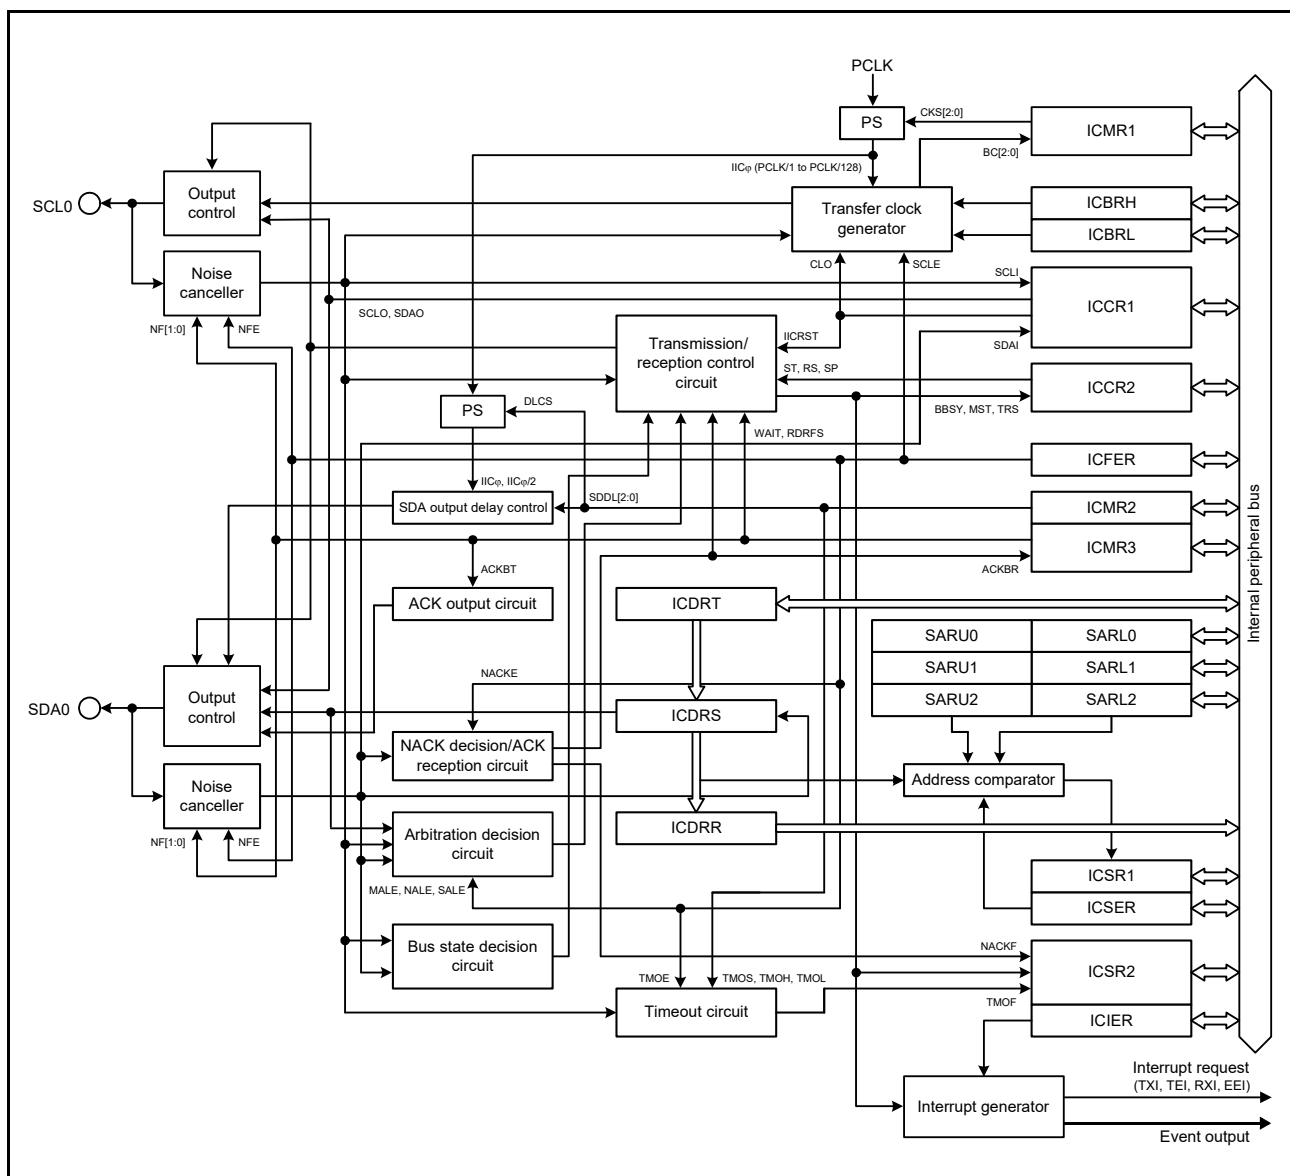 PCLK
PS
CKS[2:0]
ICMR1
BC[2:0]
IICφ (PCLK/1 to PCLK/128)
SCL0
Output
control
Transfer clock
generator
ICBRH
ICBRL
Noise
canceller
CLO
SCLE
SCLI
ICCR1
SCLO, SDAO
NF[1:0]
NFE
Transmission/
reception control
circuit
IICRST
SDAI
ST, RS, SP
ICCR2
BBSY, MST, TRS
PS
DLCS
WAIT, RDRFS
ICFER
IICφ, IICφ/2
SDDL[2:0]
SDA output delay control
ICMR2
ICMR3
ACKBT
ACKBR
ACK output circuit
ICDRT
Internal peripheral bus
SARU0
SARL0
SARU1
SARL1
SARU2
SARL2
NACKE
SDA0
Output
control
ICDRS
NACK decision/ACK
reception circuit
Noise
canceller
Address comparator
NF[1:0]
NFE
Arbitration decision
circuit
ICDRR
MALE, NALE, SALE
ICSR1
ICSER
Bus state decision
circuit
NACKF
ICSR2
TMOE
TMOS, TMOH, TMOL
TMOF
Timeout circuit
ICIER
Interrupt request
(TXI, TEI, RXI, EEI)
Interrupt generator
Event output